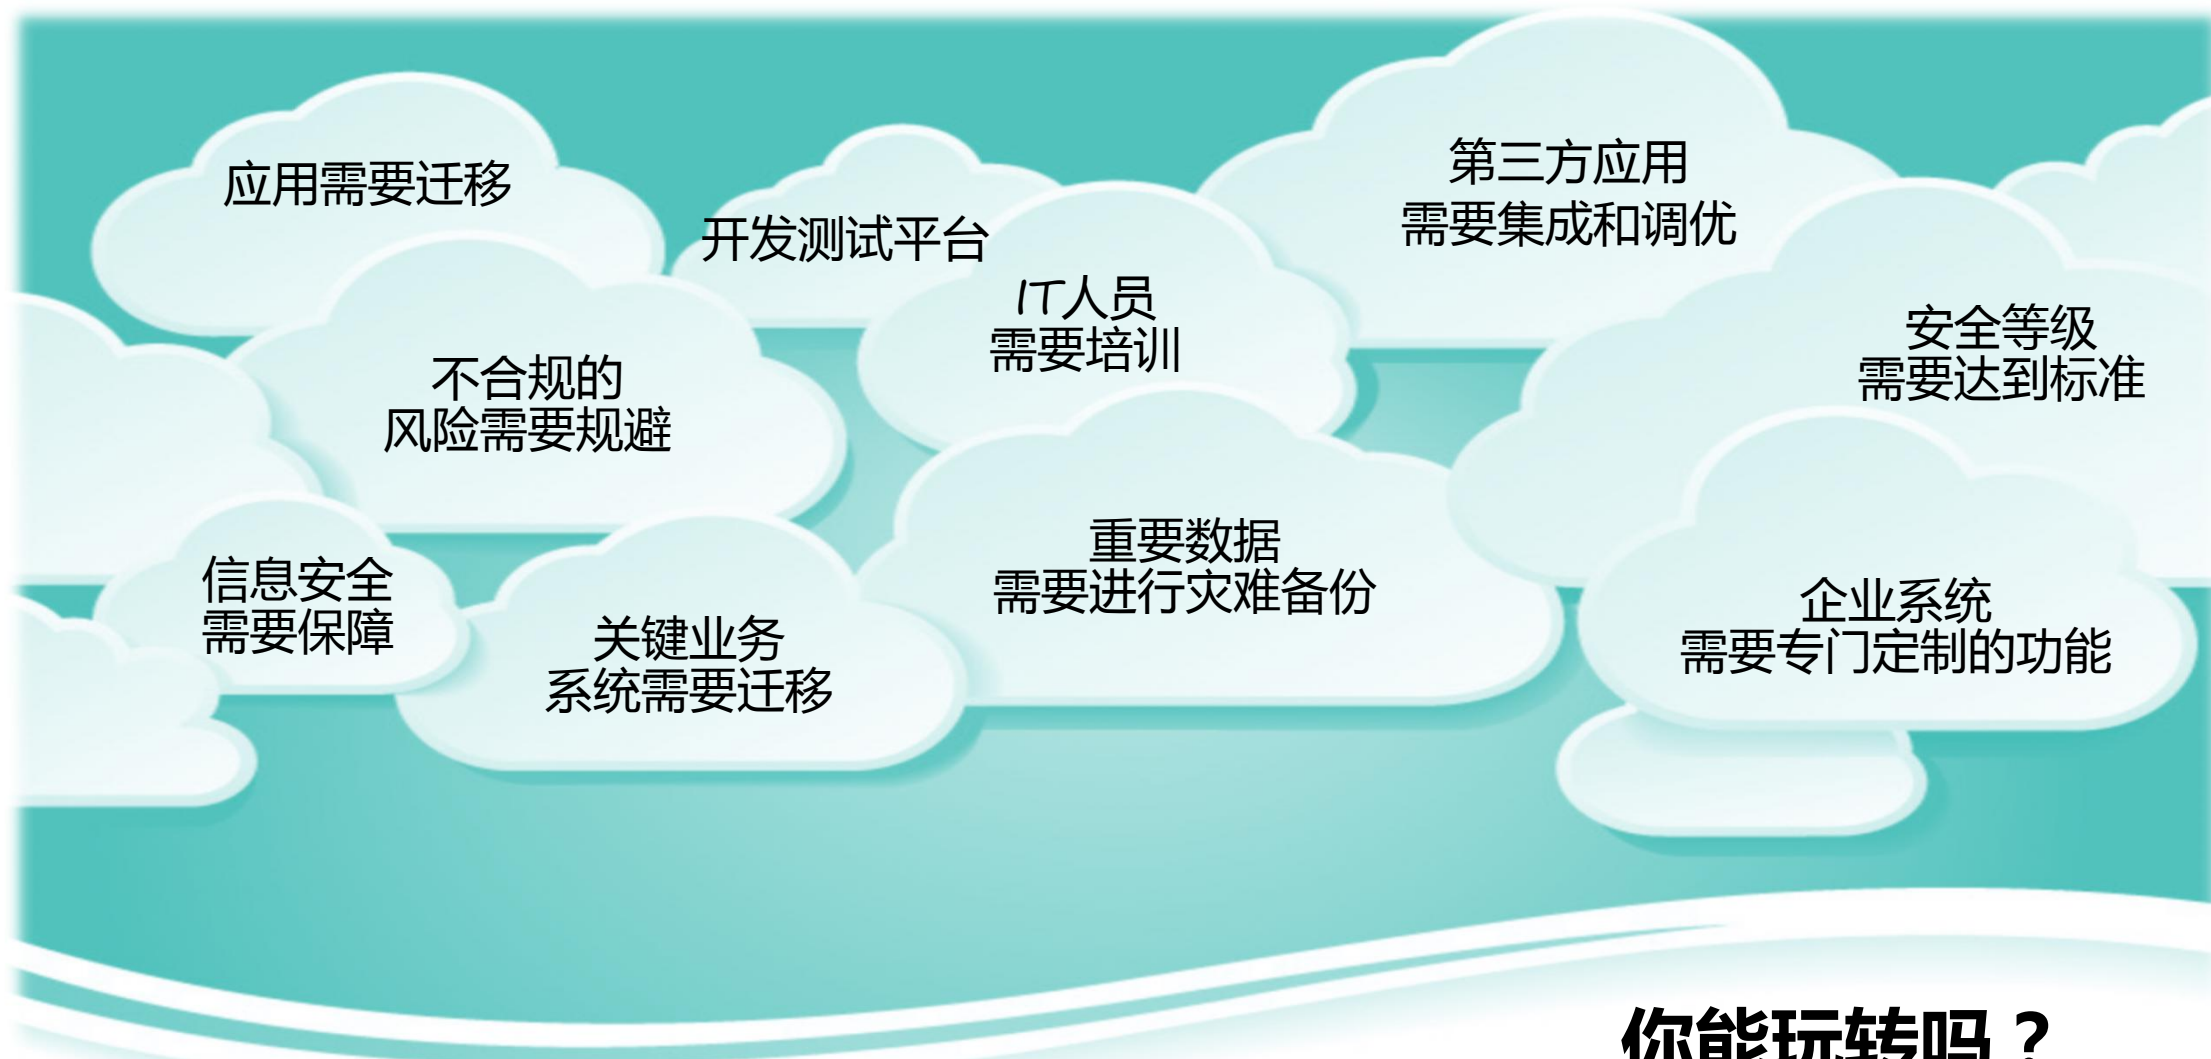 应用需要迁移
开发测试平台
第三方应用
需要集成和调优
IT人员
需要培训
安全等级
需要达到标准
不合规的
风险需要规避
重要数据
需要进行灾难备份
信息安全
需要保障
关键业务
系统需要迁移
企业系统
需要专门定制的功能
你能玩转吗？